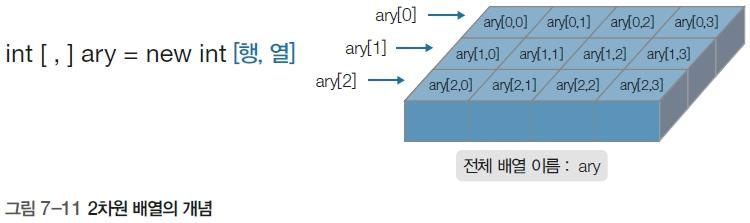 int [ , ] ary = new int [행, 열]
ary[0]
ary[1]
ary[2]
ary[0,0] ary[0,1] ary[0,2] ary[0,3]
ary[1,0] ary[1,1] ary[1,2] ary[1,3]
ary[2,0] ary[2,1] ary[2,2] ary[2,3]
전체 배열 이름 : ary
그림 7-11 2차원 배열의 개념